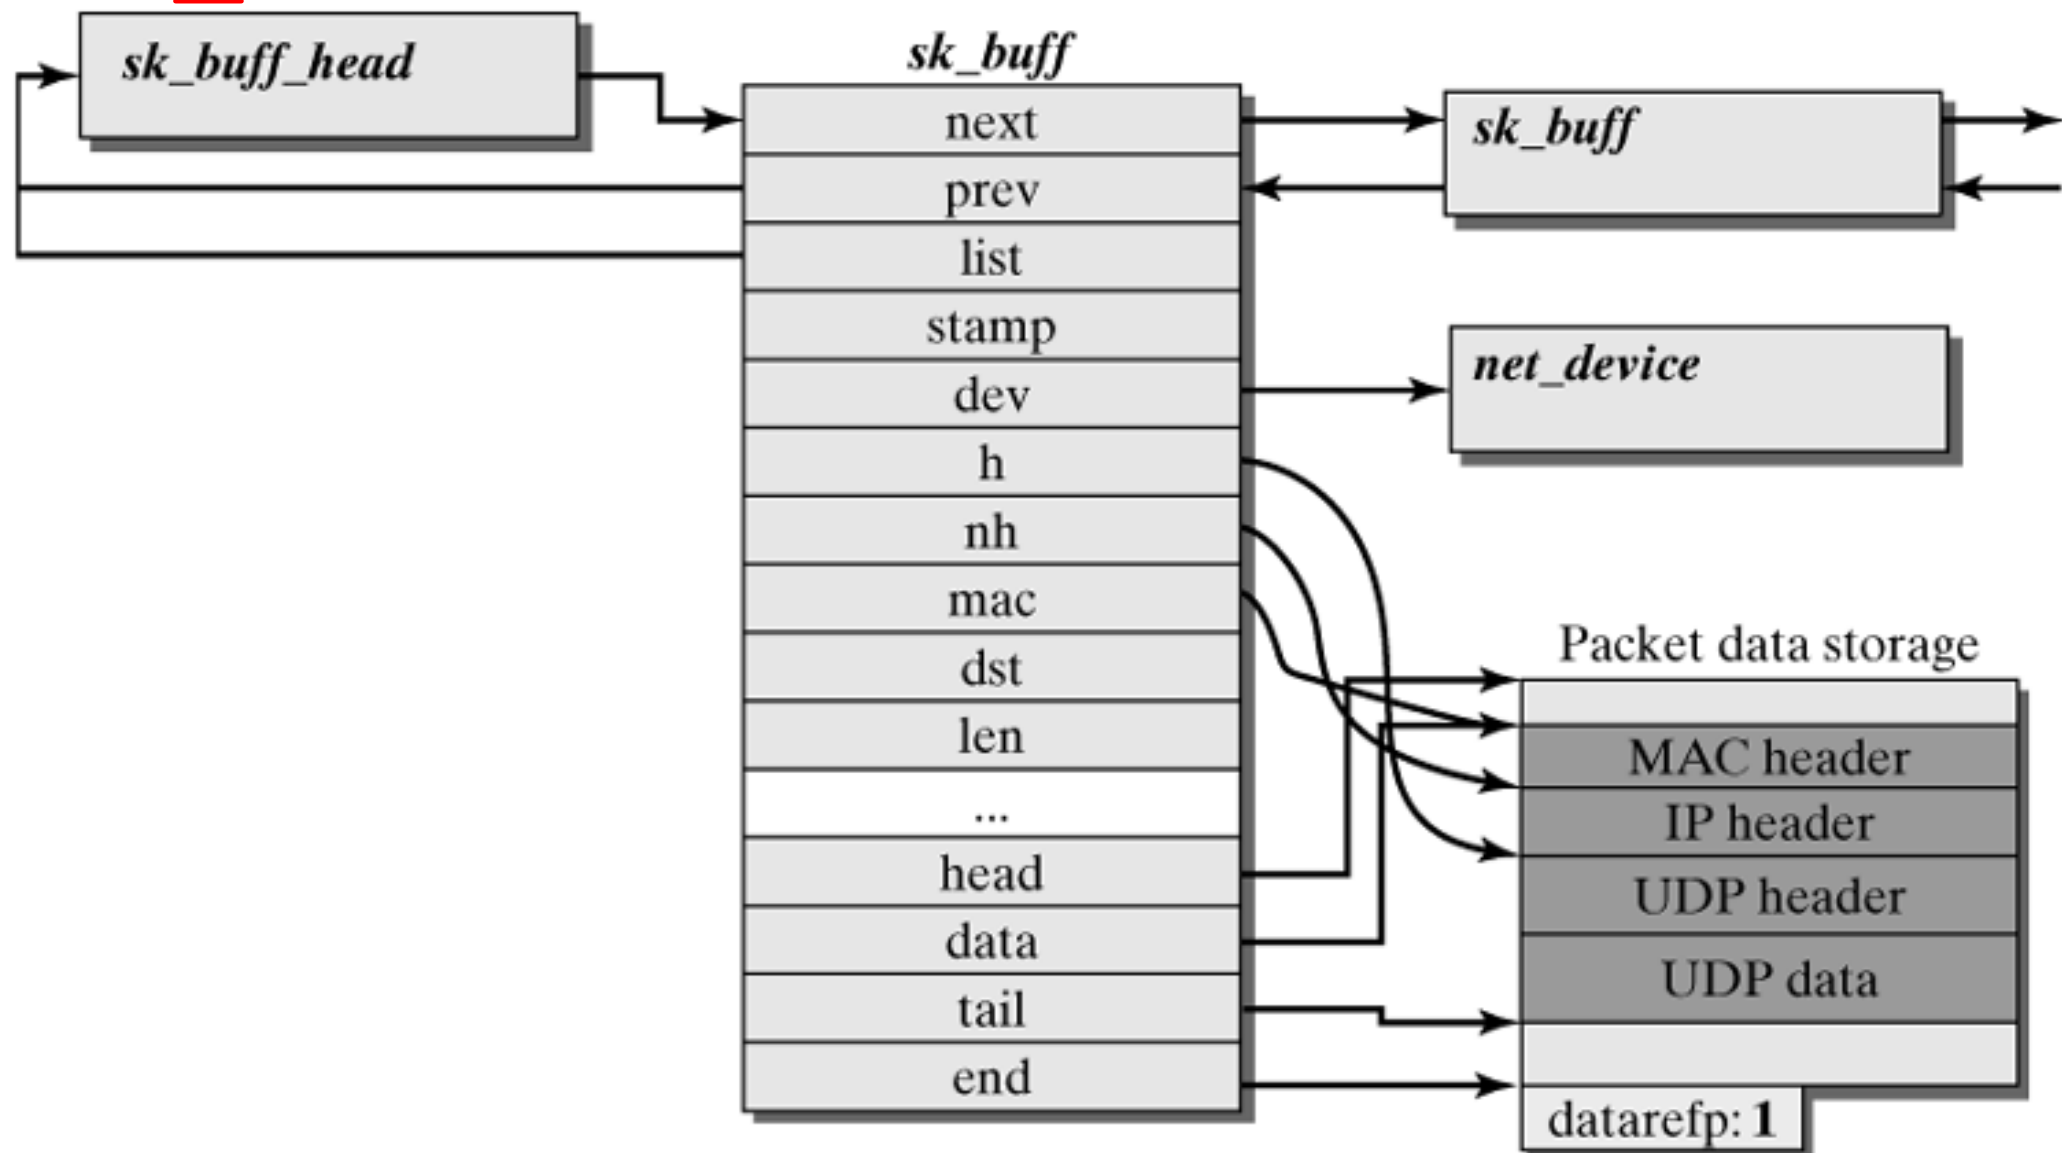 sk_buff_head
sk_buff
next
prev
list
stamp
dev
h
nh
mac
dst
len
...
head
data
tail
end
sk_buff
net_device
Packet data storage
MAC header
IP header
UDP header
UDP data
datarefp: 1